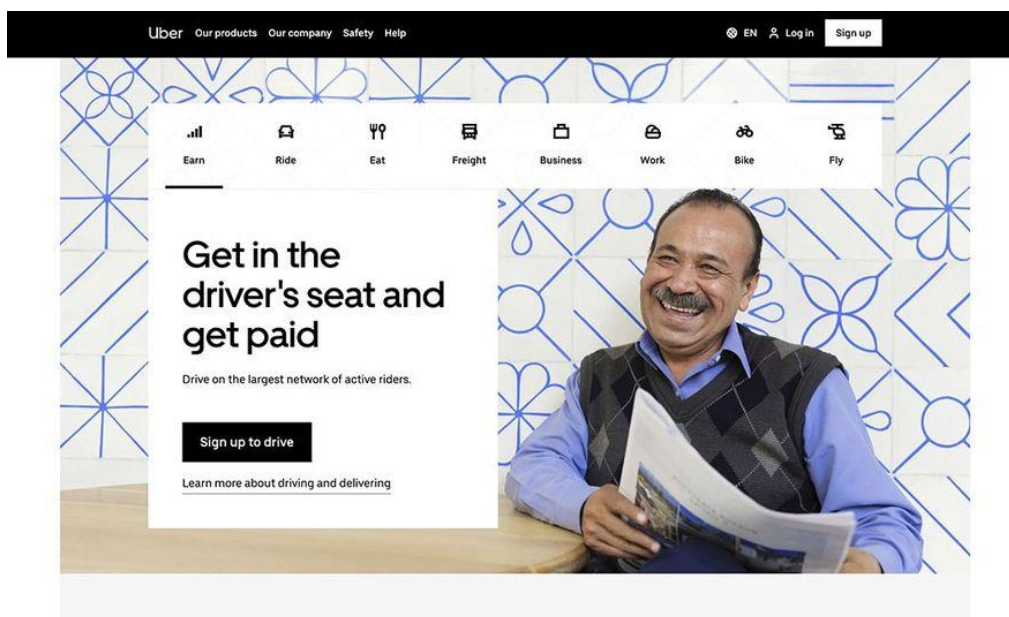 Uber Our products Our company Safety Help EN Log in Sign up
Earn Ride Eat Freight Business Work Bike Fly
Get in the
driver's seat and
get paid
Drive on the largest network of active riders.
Sign up to drive
Learn more about driving and delivering